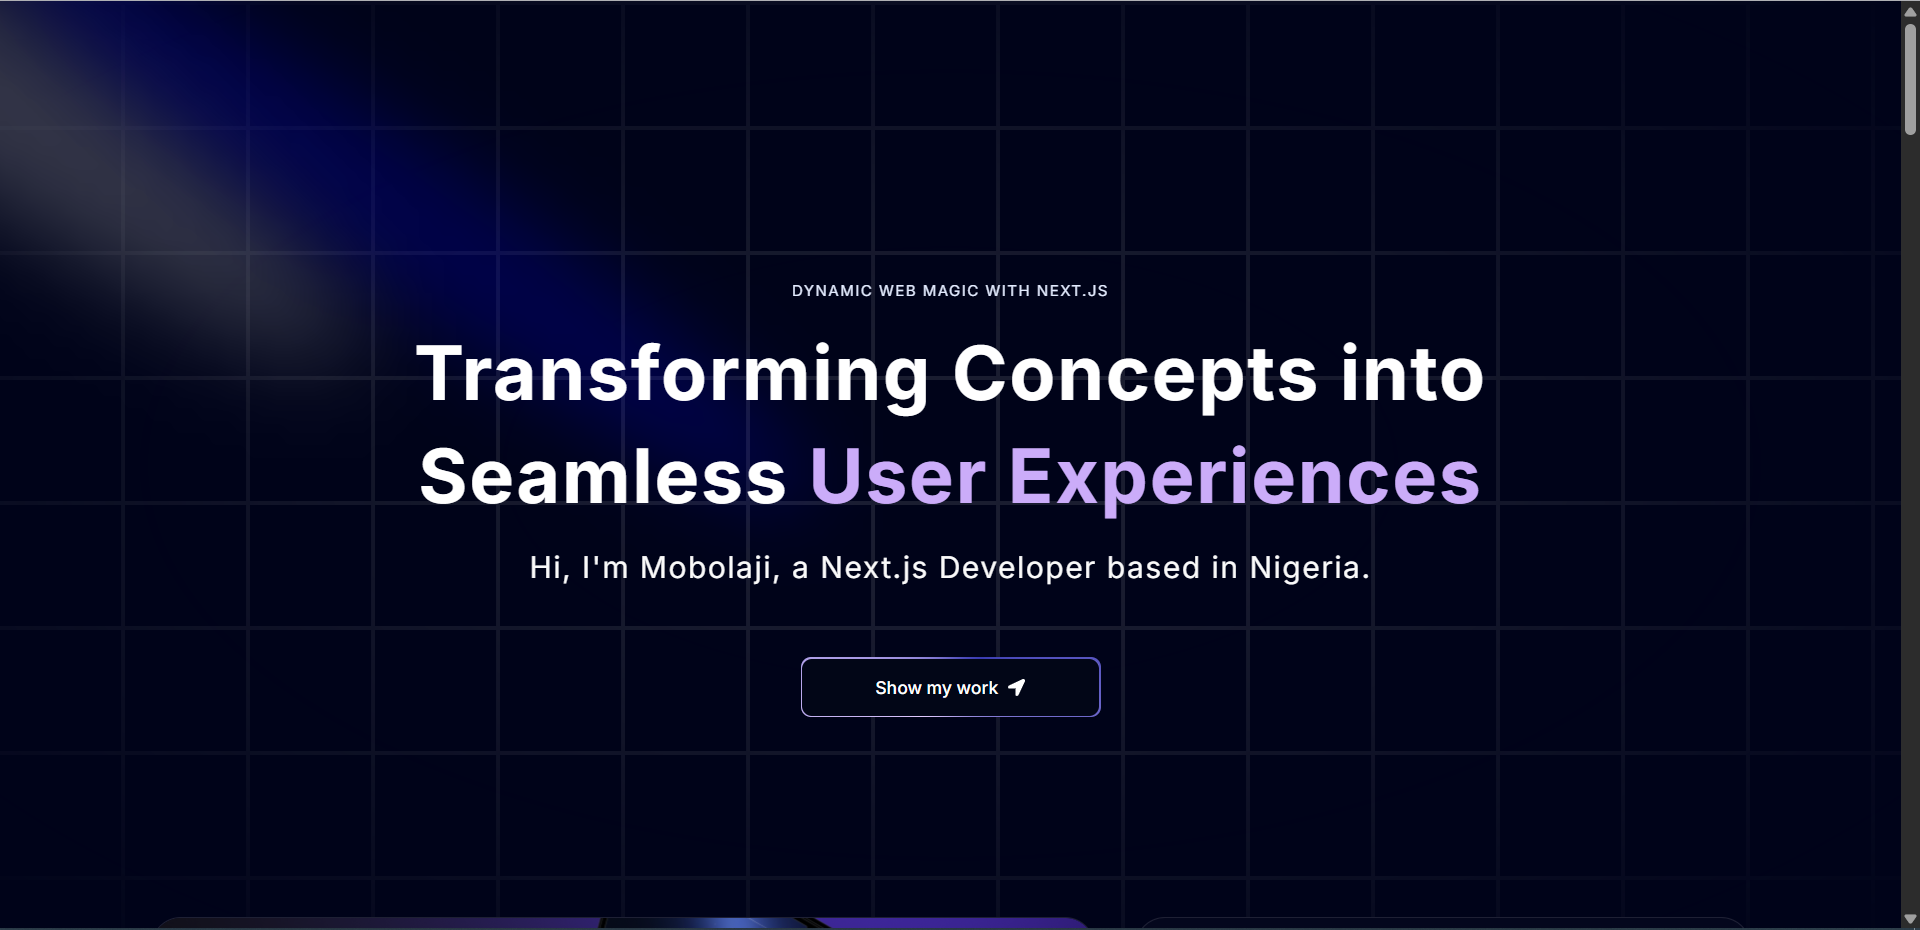 DYNAMIC WEB MAGIC WITH NEXT.JS
Transforming Concepts into
Seamless User Experiences
Hi, I'm Mobolaji, a Next.js Developer based in Nigeria.
Show my work